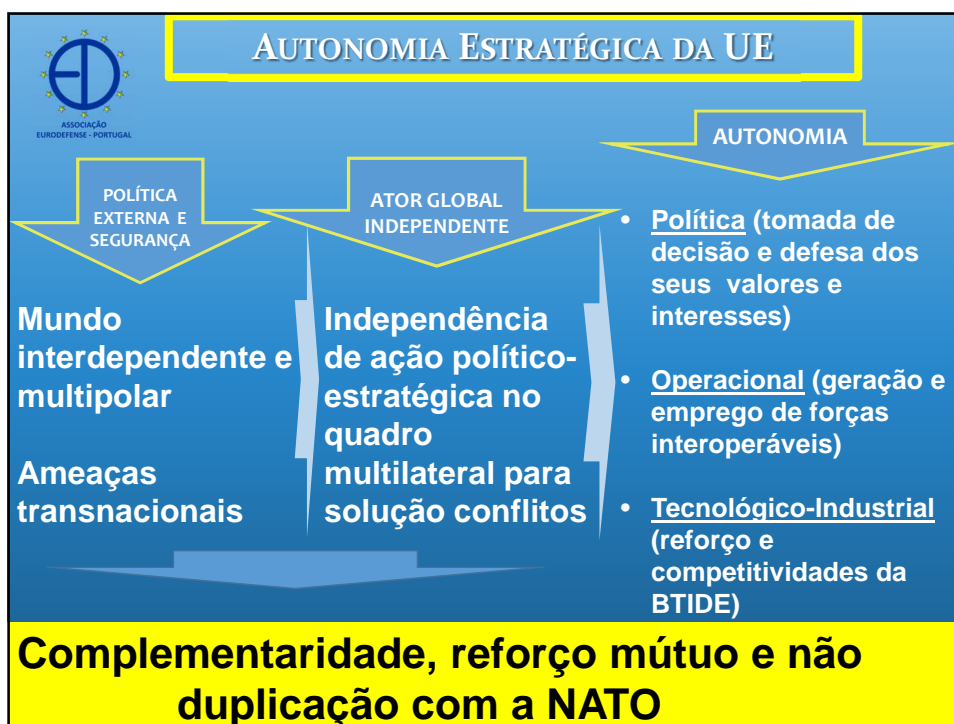 AUTONOMIA ESTRATÉGICA DA UE
ASSOCIAÇÃO
EURODEFENSE - PORTUGAL
POLÍTICA
EXTERNA E
SEGURANÇA
Mundo
interdependente e
multipolar
Ameaças
transnacionais
ATOR GLOBAL
INDEPENDENTE
Independência
de ação político-
estratégica no
quadro
multilateral para
solução conflitos
AUTONOMIA
• Política (tomada de
decisão e defesa dos
seus valores e
interesses)
• Operacional (geração e
emprego de forças
interoperáveis)
• Tecnológico-Industrial
(reforço e
competitividades da
BTIDE)
Complementaridade, reforço mútuo e não
duplicação com a NATO